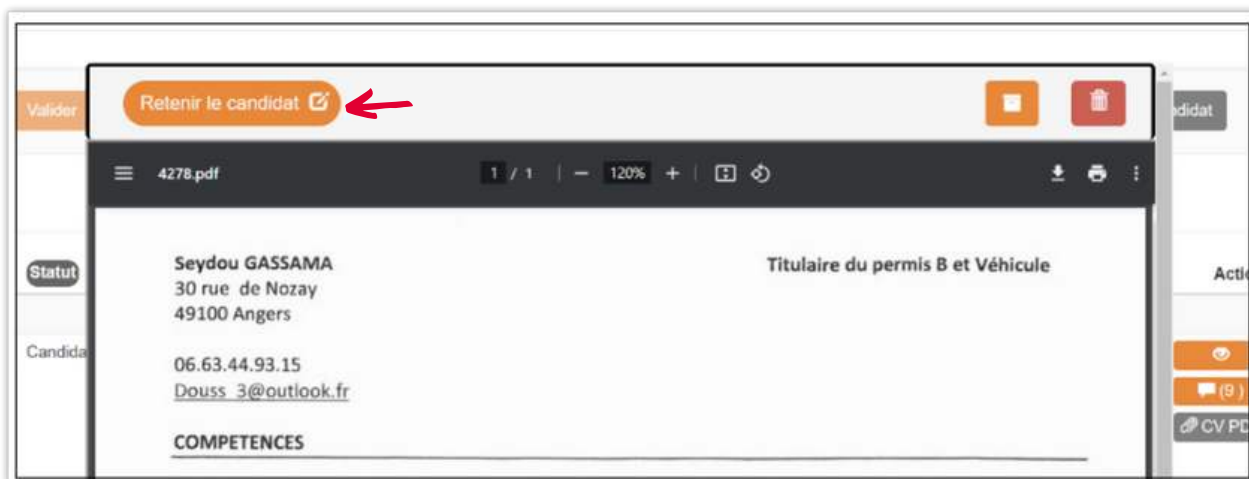 Retenir le candidat
Valider
didat
4278.pdf
1 / 1
120%
Seydou GASSAMA
Titulaire du permis B et Véhicule
Statut
30 rue de Nozay
Actio
49100 Angers
Candida
06.63.44.93.15
(9 )
Douss_3@outlook.fr
CV PD
COMPETENCES